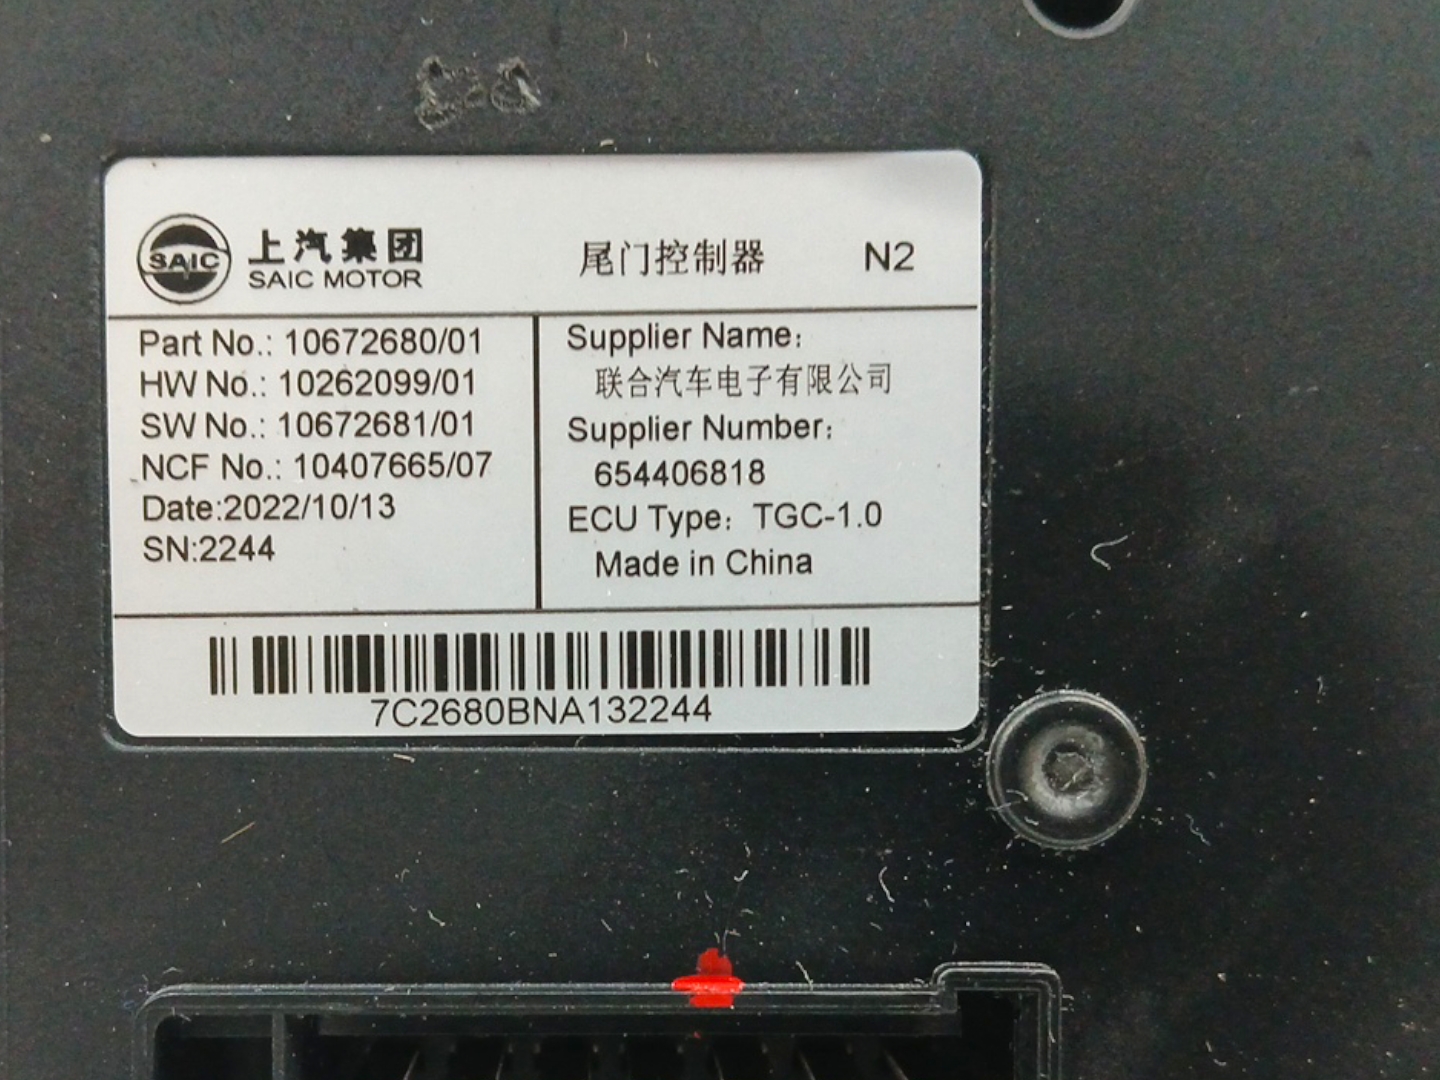 SAIC 上汽集团
SAIC MOTOR
尾门控制器 N2
Part No.: 10672680/01
HW No.: 10262099/01
SW No.: 10672681/01
NCF No.: 10407665/07
Date:2022/10/13
SN:2244
Supplier Name:
联合汽车电子有限公司
Supplier Number:
654406818
ECU Type: TGC-1.0
Made in China
7C2680BNA132244